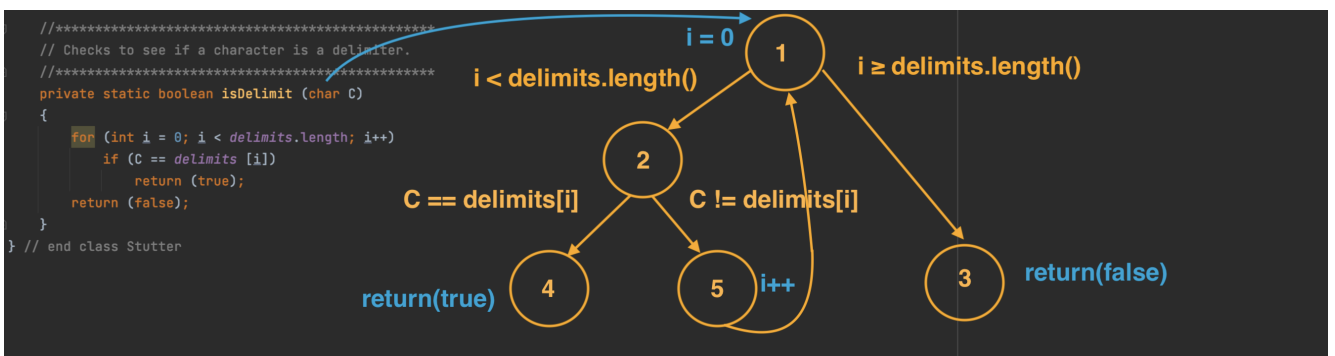 //************************************************
// Checks to see if a character is a delimiter.
//************************************************
private static boolean isDelimit (char C)
{
for (int i = 0; i < delimits.length; i++)
if (C == delimits [i])
return (true);
return (false);
}
} // end class Stutter
i = 0
1
i < delimits.length()
i ≥ delimits.length()
2
C == delimits[i]
C != delimits[i]
4
return(true)
5
i++
3
return(false)